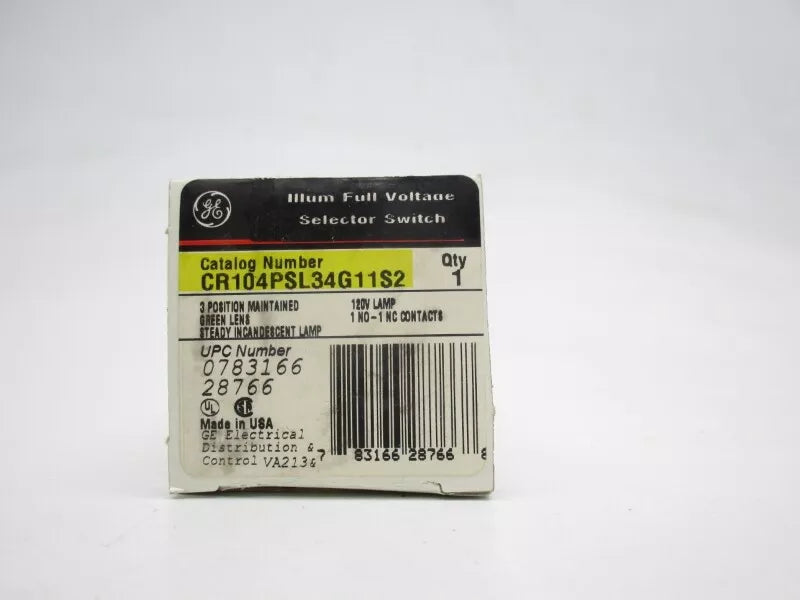 GE
Illum Full Voltage
Selector Switch
Catalog Number
CR104PSL34G11S2
Qty
1
3 POSITION MAINTAINED
GREEN LENS
STEADY INCANDESCENT LAMP
120V LAMP
1 NO-1 NC CONTACTS
UPC Number
0783166
28766
UL
Made in USA
GE Electrical
Distribution &
Control VA213&
7 83166 28766 8